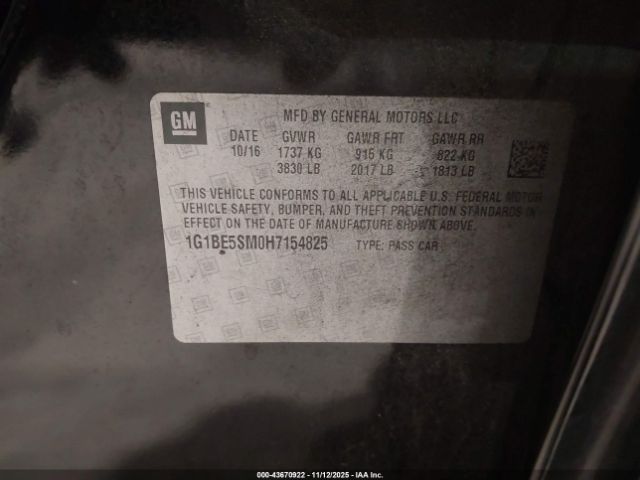 GM
MFD BY GENERAL MOTORS LLC
DATE GVWR GAWR FRT GAWR RR
10/16 1737 KG 915 KG 822 KG
3830 LB 2017 LB 1813 LB
THIS VEHICLE CONFORMS TO ALL APPLICABLE U.S. FEDERAL MOTOR
VEHICLE SAFETY, BUMPER, AND THEFT PREVENTION STANDARDS IN
EFFECT ON THE DATE OF MANUFACTURE SHOWN ABOVE.
1G1BE5SM0H7154825 TYPE: PASS CAR
000-43670922 - 11/12/2025 - IAA Inc.